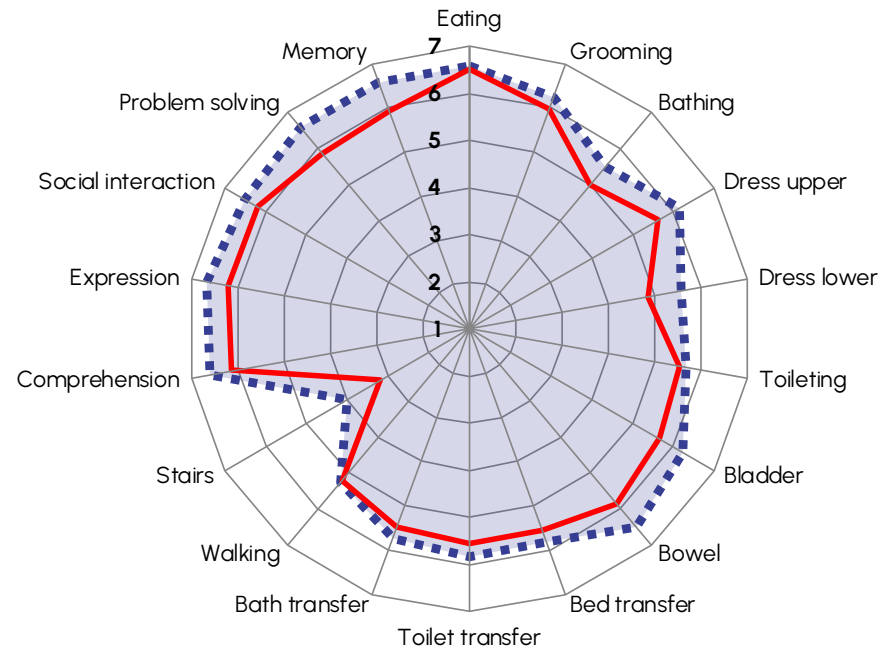 Eating
Grooming
Bathing
Dress upper
Dress lower
Toileting
Bladder
Bowel
Bed transfer
Toilet transfer
Bath transfer
Walking
Stairs
Comprehension
Expression
Social interaction
Problem solving
Memory
7
6
5
4
3
2
1